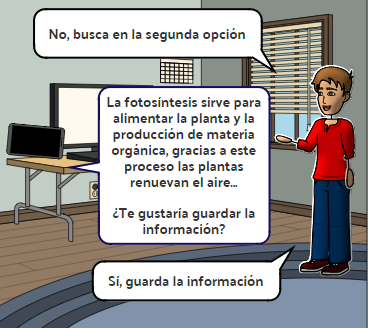 No, busca en la segunda opción
La fotosíntesis sirve para
alimentar la planta y la
producción de materia
orgánica, gracias a este
proceso las plantas
renuevan el aire...
¿Te gustaría guardar la
información?
Sí, guarda la información